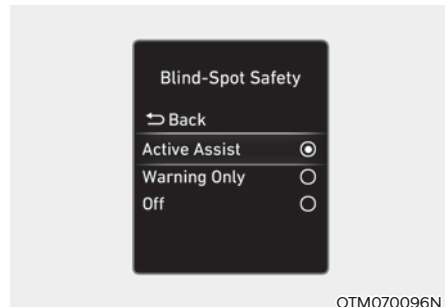 Blind-Spot Safety
Back
Active Assist
Warning Only
Off
OTM070096N